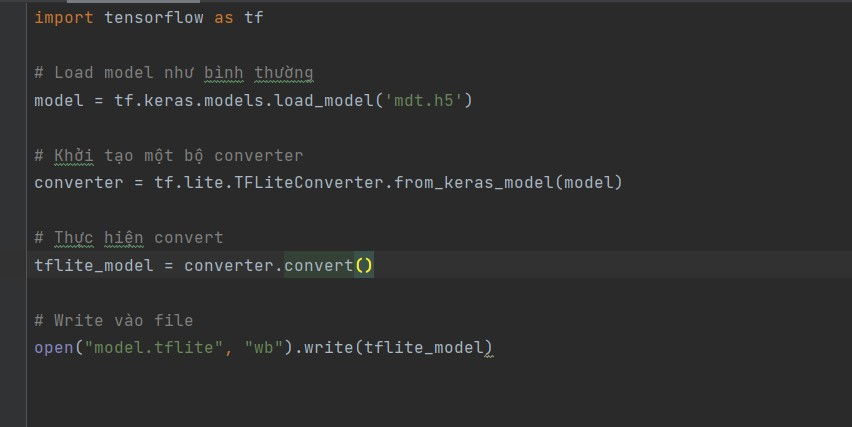 import tensorflow as tf
# Load model như bình thường
model = tf.keras.models.load_model('mdt.h5')
# Khởi tạo một bộ converter
converter = tf.lite.TFLiteConverter.from_keras_model(model)
# Thực hiện convert
tflite_model = converter.convert()
# Write vào file
open("model.tflite", "wb").write(tflite_model)